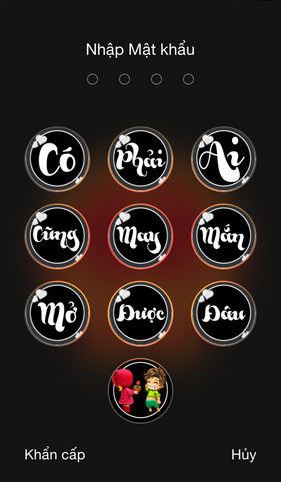 Nhập Mật khẩu
Có Phải Ai
Cũng May Mắn
Mở Được Đâu
Khẩn cấp Hủy